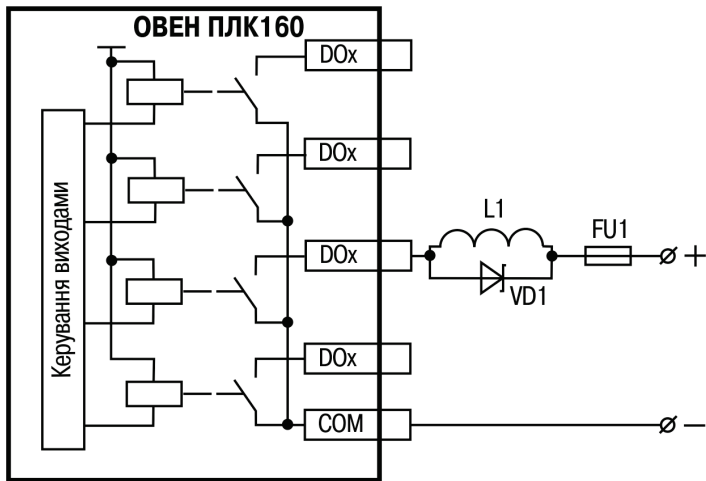 ОВЕН ПЛК160
DOx
DOx
DOx
DOx
COM
Керування виходами
L1
VD1
FU1
+
−